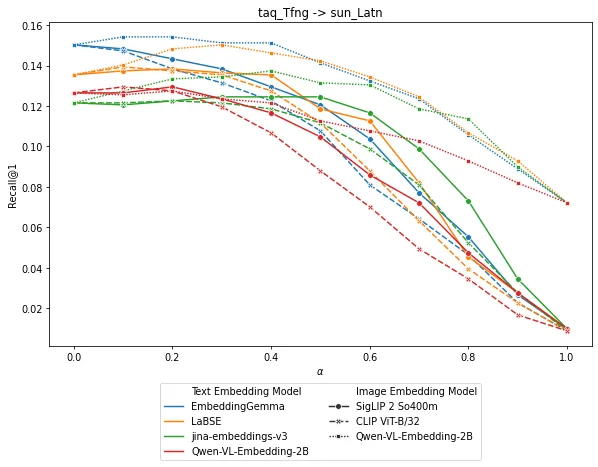 taq_Tfng -> sun_Latn
0.16
0.14
0.12
0.10
0.08
0.06
0.04
0.02
Recall@1
0.0 0.2 0.4 0.6 0.8 1.0
α
Text Embedding Model Image Embedding Model
EmbeddingGemma SigLIP 2 So400m
LaBSE CLIP ViT-B/32
jina-embeddings-v3 Qwen-VL-Embedding-2B
Qwen-VL-Embedding-2B